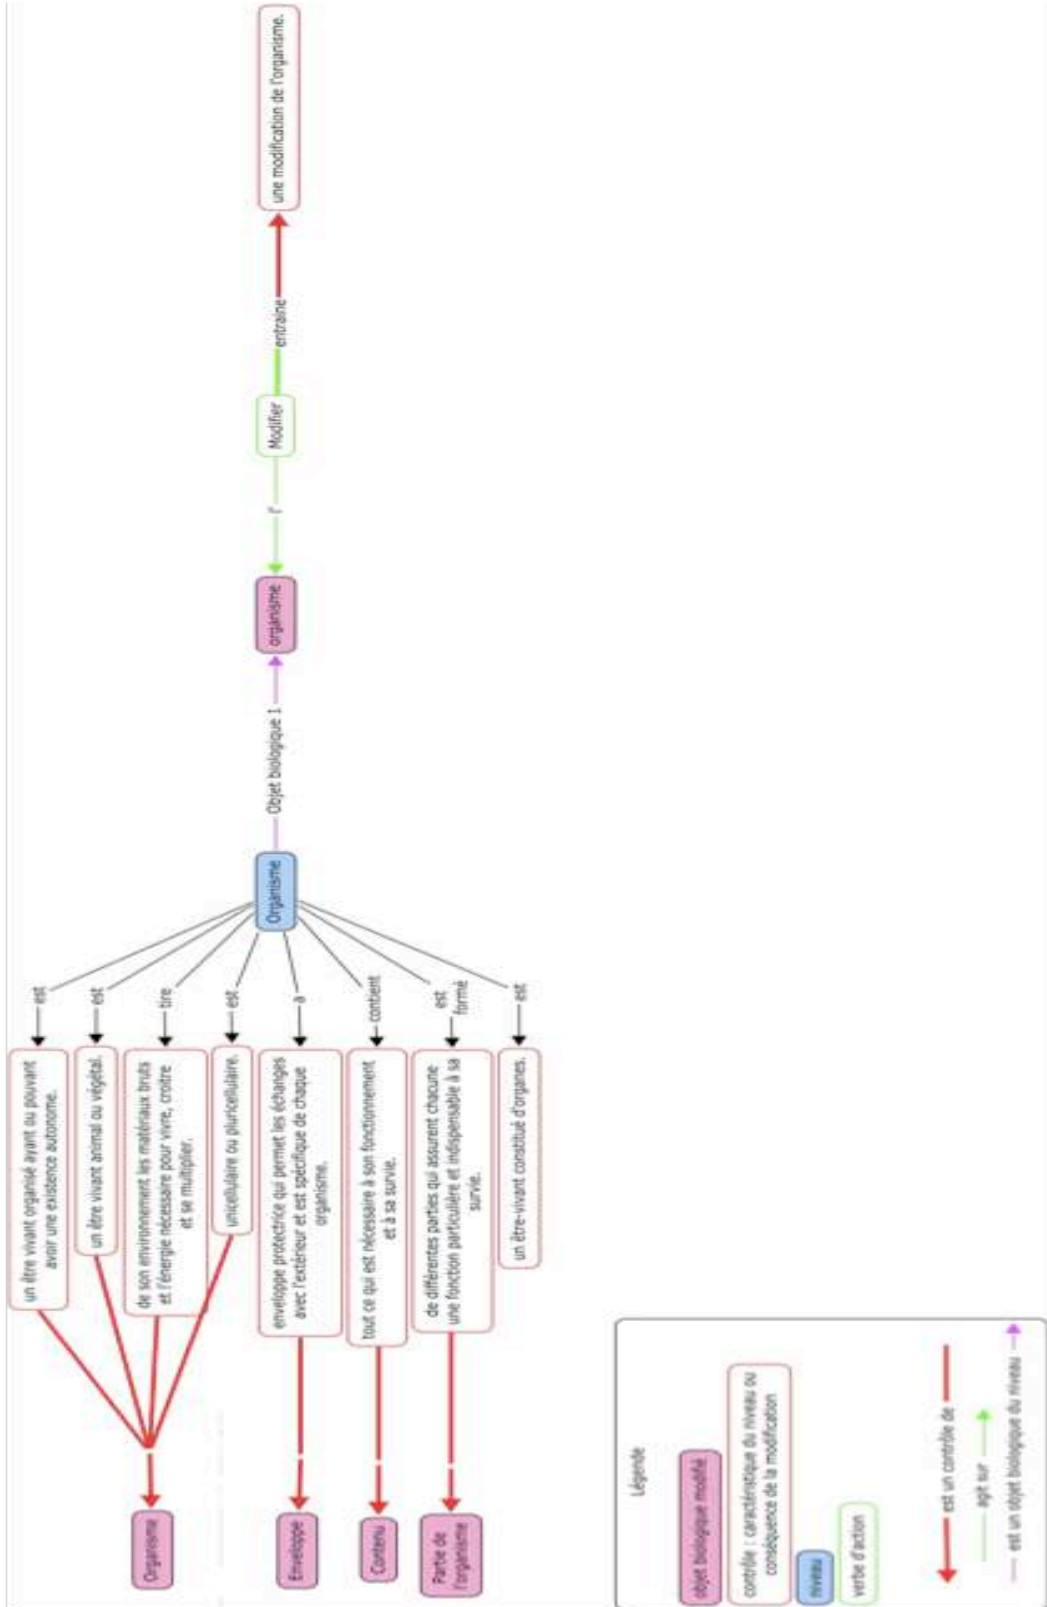 Organisme
Enveloppe
Contenu
Partie de
l'organisme
un être vivant organisé ayant ou pouvant
avoir une existence autonome.
un être vivant animal ou végétal.
de son environnement les matériaux bruts
et l'énergie nécessaire pour vivre, croitre
et se multiplier.
unicellulaire ou pluricellulaire.
enveloppe protectrice qui permet les échanges
avec l'extérieur et est spécifique de chaque
organisme.
tout ce qui est nécessaire à son fonctionnement
et à sa survie.
de différentes parties qui assurent chacune
une fonction particulière et indispensable à sa
survie.
un être-vivant constitué d'organes.
est
est
tire
est
a
contient
est
formé
est
Organisme
Objet biologique 1
organisme
l'
Modifier
entraine
une modification de l'organisme.
Légende
objet biologique modifié
contrôle : caractéristique du niveau ou
conséquence de la modification
niveau
verbe d'action
est un contrôle de
agit sur
est un objet biologique du niveau